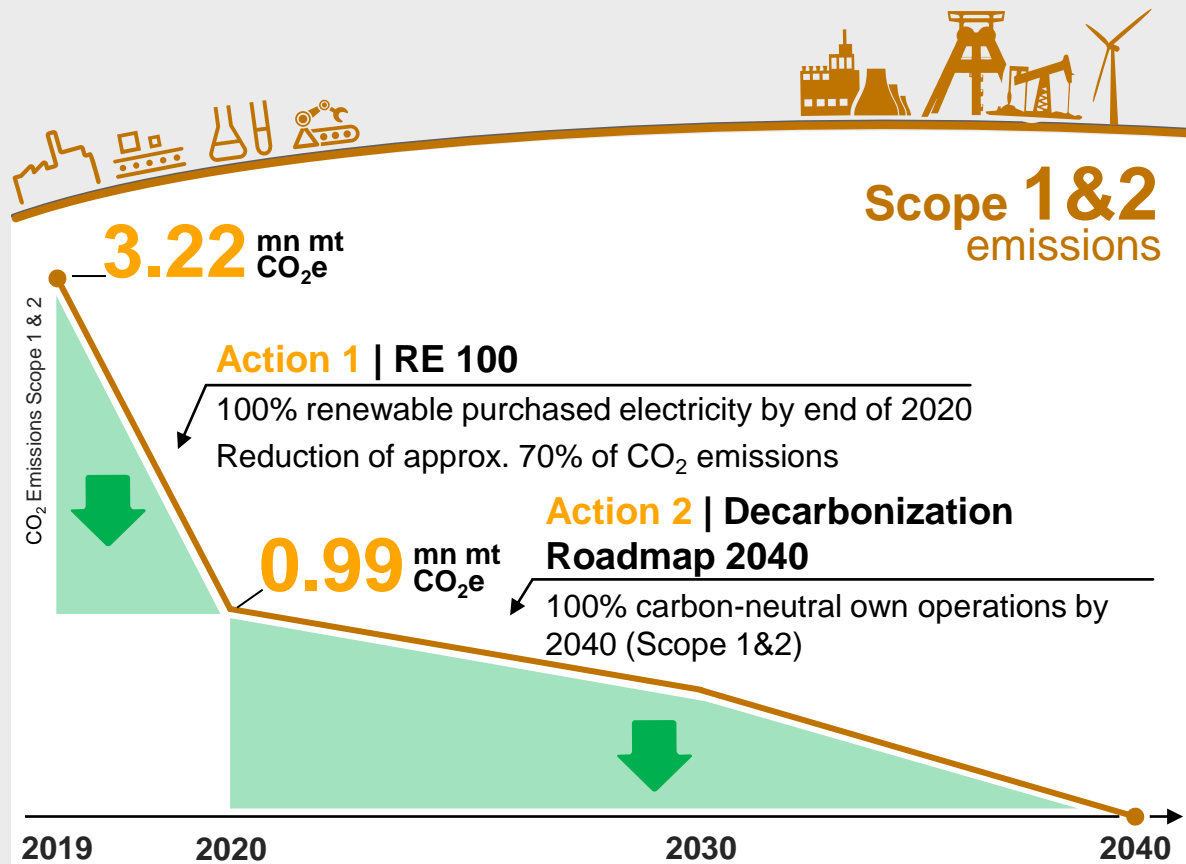 Scope 1&2
emissions
3.22 mn mt
CO₂e
CO₂ Emissions Scope 1 & 2
Action 1 | RE 100
100% renewable purchased electricity by end of 2020
Reduction of approx. 70% of CO₂ emissions
0.99 mn mt
CO₂e
Action 2 | Decarbonization
Roadmap 2040
100% carbon-neutral own operations by
2040 (Scope 1&2)
2019 2020 2030 2040